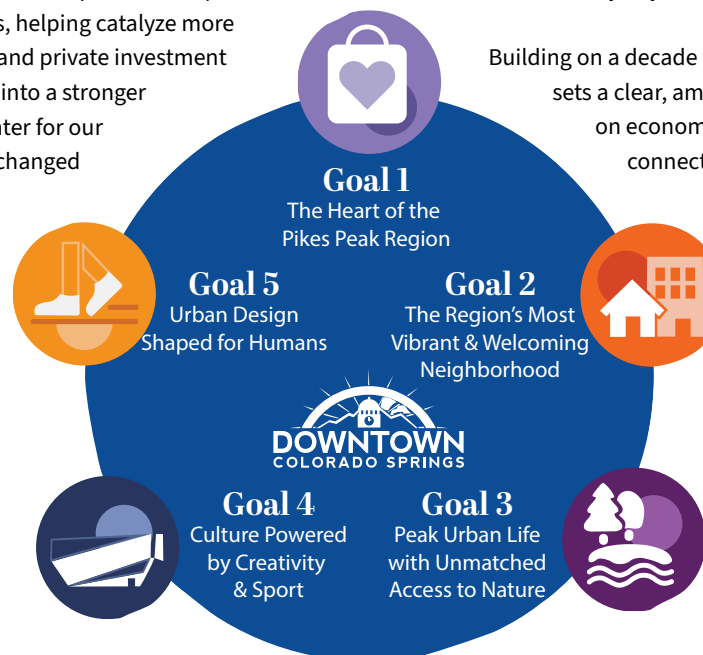 s, helping catalyze more
and private investment
into a stronger
ter for our
changed
Building on a decade
sets a clear, am
on econom
connect
Goal 1
The Heart of the
Pikes Peak Region
Goal 5
Urban Design
Shaped for Humans
Goal 2
The Region's Most
Vibrant & Welcoming
Neighborhood
DOWNTOWN
COLORADO SPRINGS
Goal 4
Culture Powered
by Creativity
& Sport
Goal 3
Peak Urban Life
with Unmatched
Access to Nature